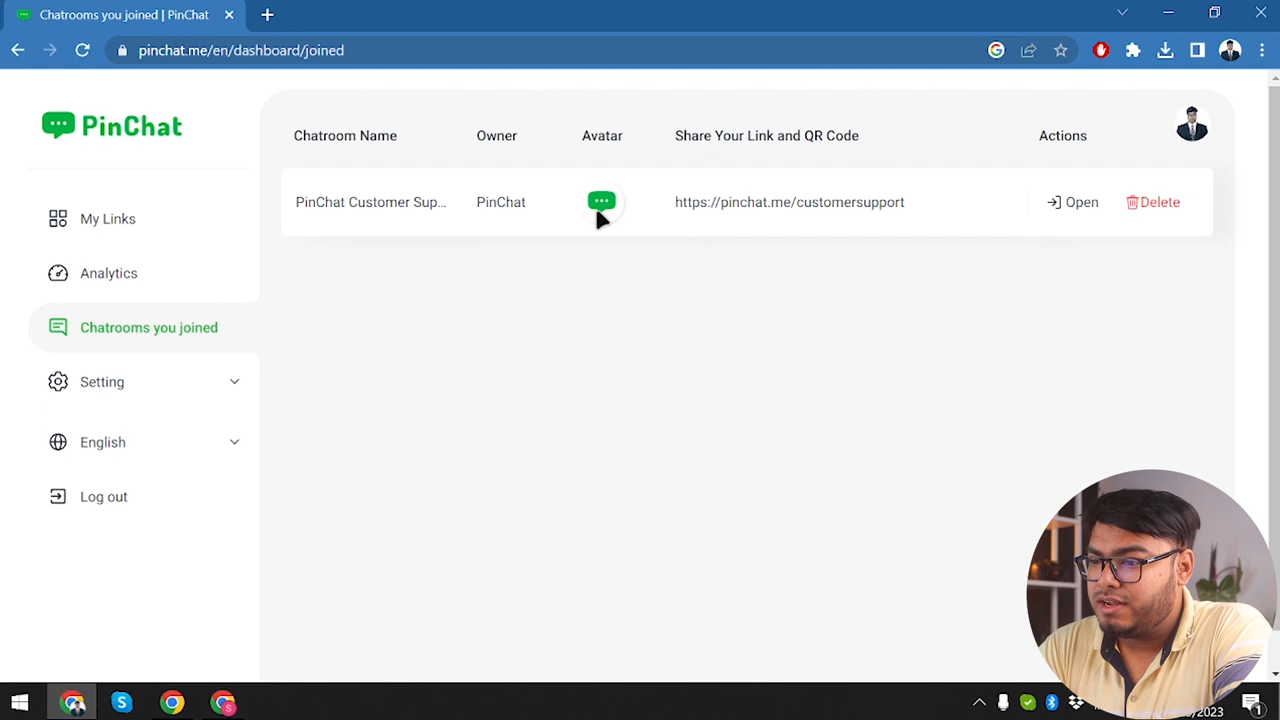 Chatrooms you joined | PinChat
pinchat.me/en/dashboard/joined
PinChat
Chatroom Name Owner Avatar Share Your Link and QR Code Actions
PinChat Customer Sup... PinChat https://pinchat.me/customersupport Open Delete
My Links
Analytics
Chatrooms you joined
Setting
English
Log out